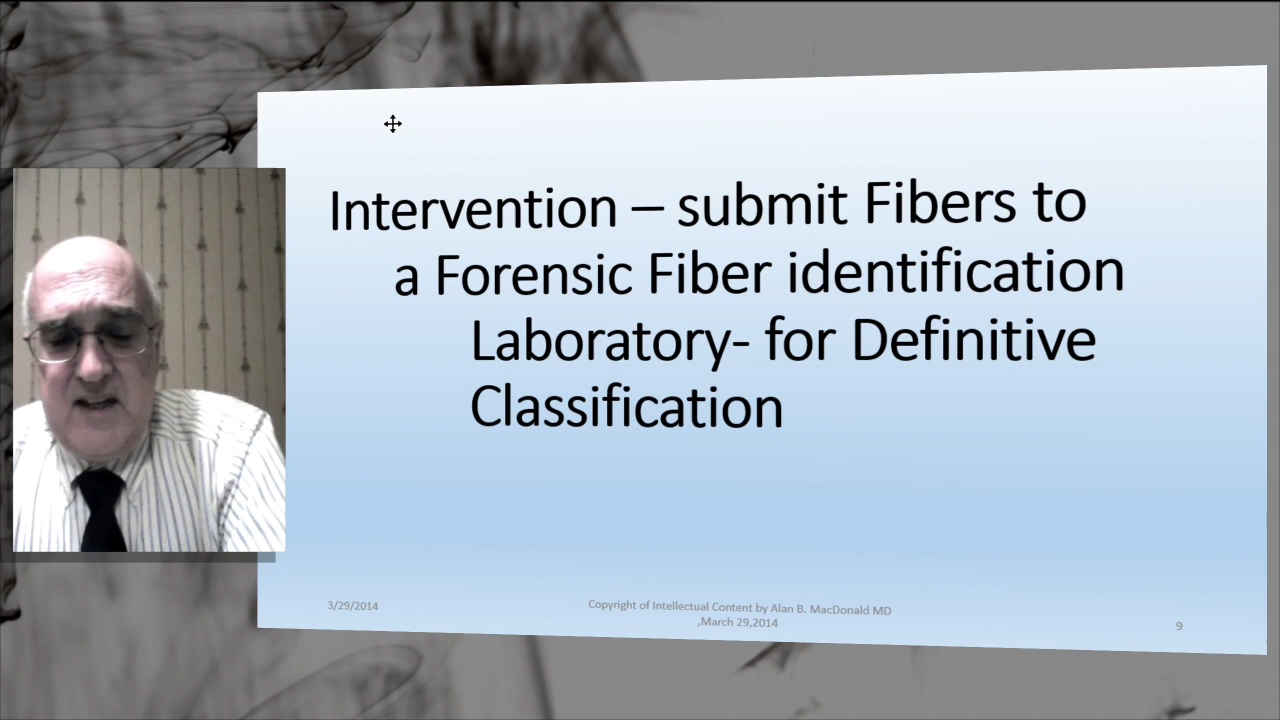 Intervention – submit Fibers to
a Forensic Fiber identification
Laboratory- for Definitive
Classification
3/29/2014
Copyright of Intellectual Content by Alan B. MacDonald MD
,March 29,2014
9